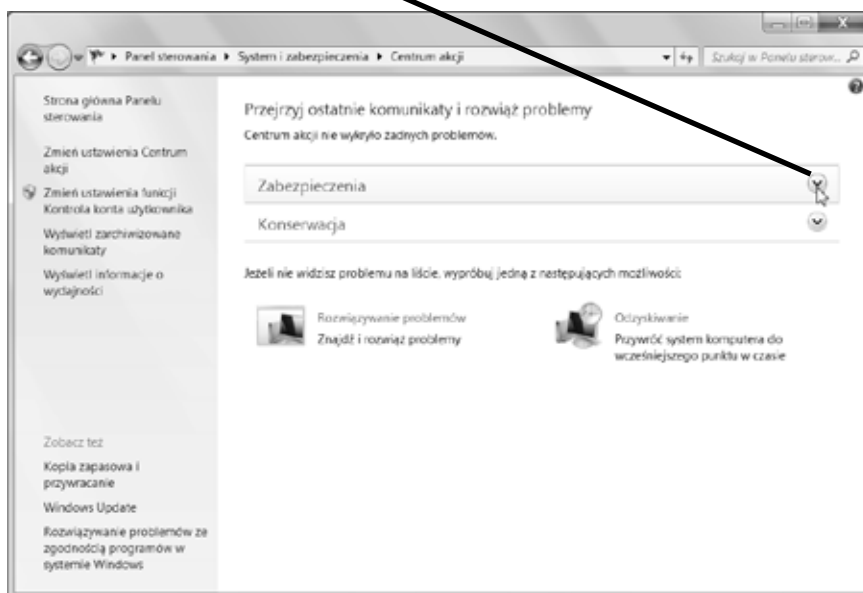 Panel sterowania ▸ System i zabezpieczenia ▸ Centrum akcji
Szukaj w Panelu sterow...
Strona główna Panelu
sterowania
Zmień ustawienia Centrum
akcji
Zmień ustawienia funkcji
Kontrola konta użytkownika
Wyświetl zarchiwizowane
komunikaty
Wyświetl informacje o
wydajności
Przejrzyj ostatnie komunikaty i rozwiąż problemy
Centrum akcji nie wykryło żadnych problemów.
Zabezpieczenia
Konserwacja
Jeżeli nie widzisz problemu na liście, wypróbuj jedną z następujących możliwości:
Rozwiązywanie problemów
Znajdź i rozwiąż problemy
Odzyskiwanie
Przywróć system komputera do
wcześniejszego punktu w czasie
Zobacz też
Kopia zapasowa i
przywracanie
Windows Update
Rozwiązywanie problemów ze
zgodnością programów w
systemie Windows